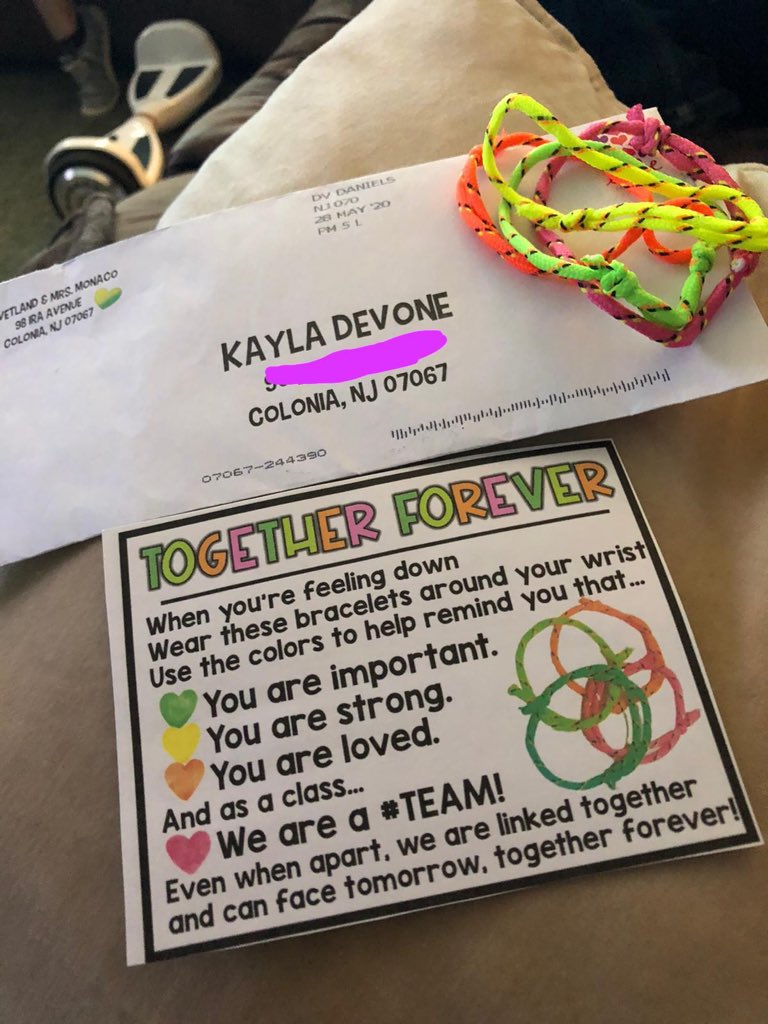 DV DANIELS
NJ 070
28 MAY '20
PM 5 L
VETLAND & MRS. MONACO
98 IRA AVENUE
COLONIA, NJ 07067
KAYLA DEVONE
COLONIA, NJ 07067
07067-244390
TOGETHER FOREVER
When you're feeling down
Wear these bracelets around your wrist
Use the colors to help remind you that...
You are important.
You are strong.
You are loved.
And as a class...
We are a #TEAM!
Even when apart, we are linked together
and can face tomorrow, together forever!